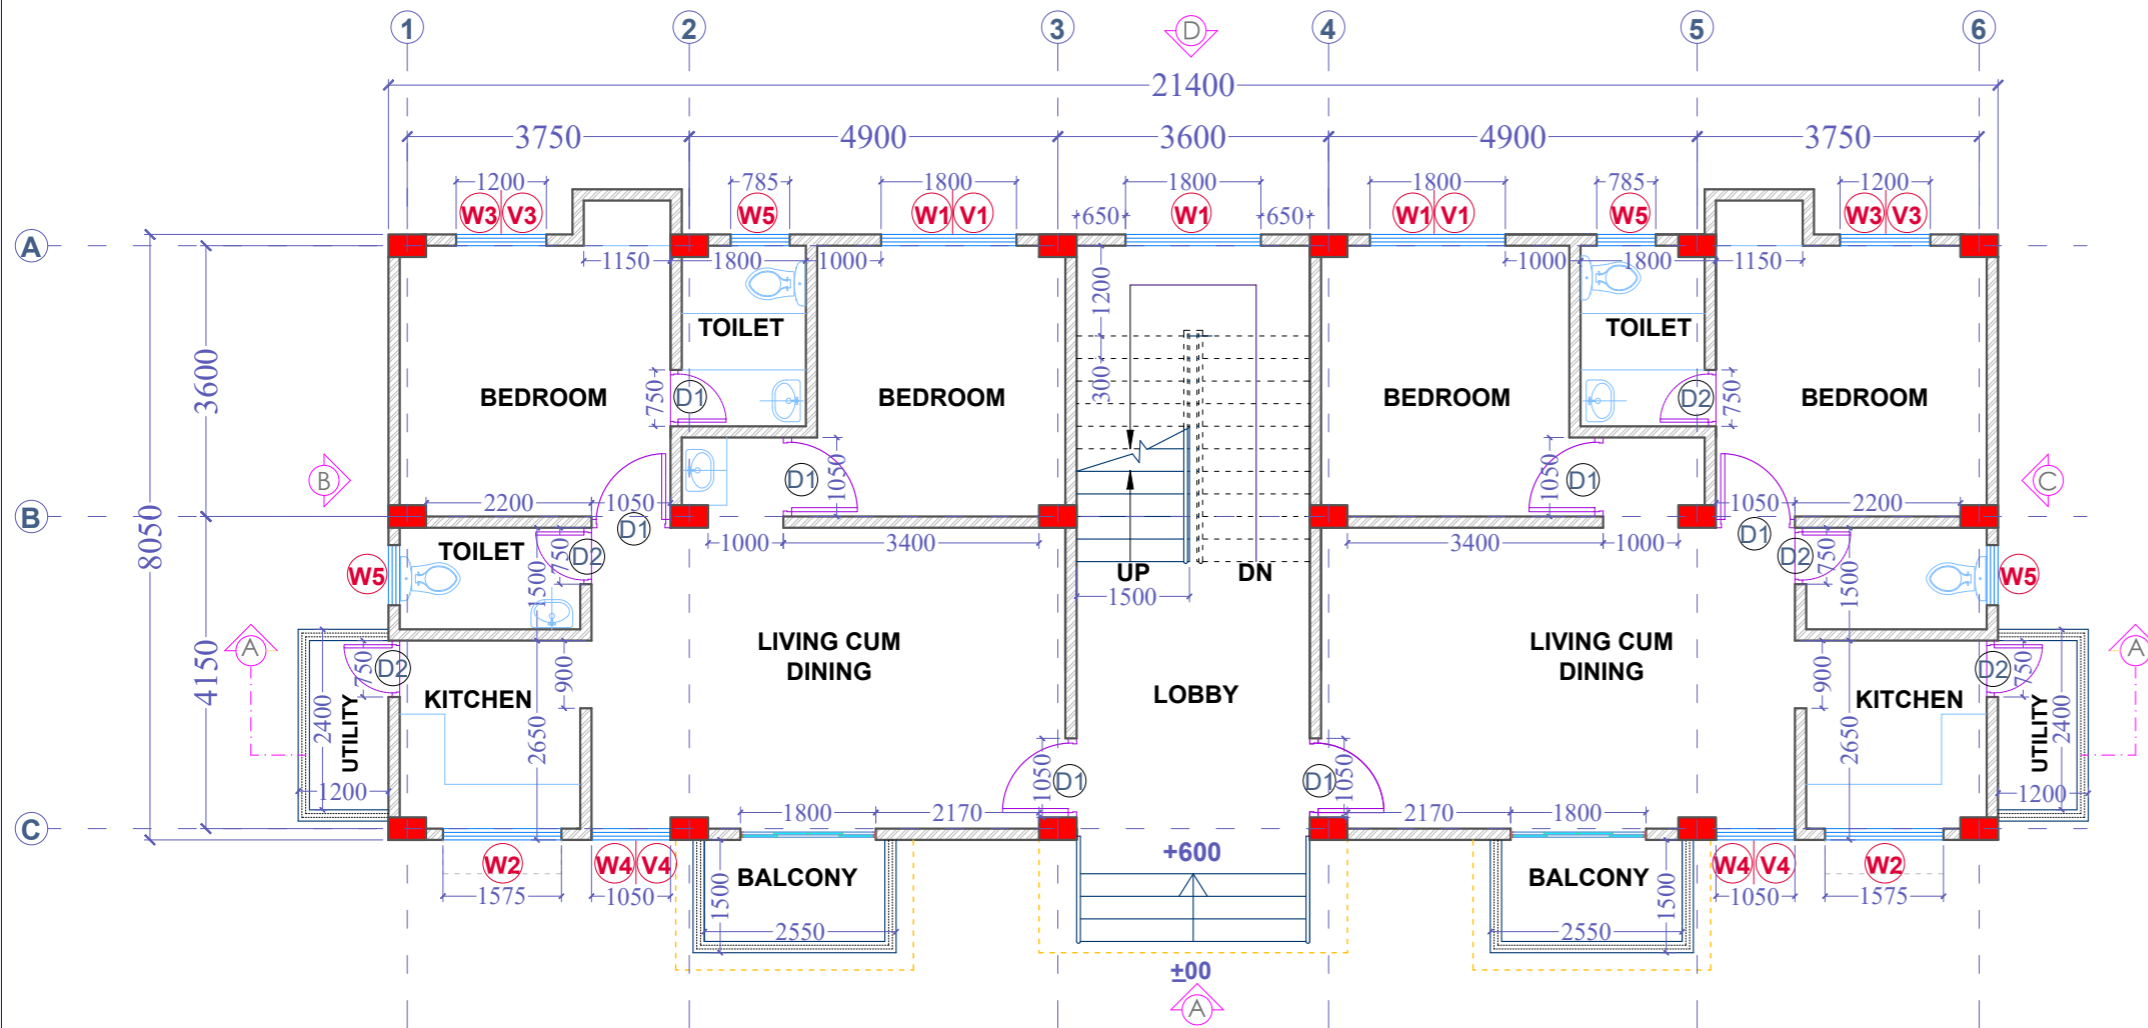 1 2 3 D 4 5 6
21400
3750 4900 3600 4900 3750
1200 785 1800 1800 1800 785 1200
W3 V3 W5 W1 V1 W1 W1 V1 W5 W3 V3
650 650
A
1150 1800 1000 1000 1800 1150
1200
TOILET TOILET
3600
300
BEDROOM BEDROOM BEDROOM BEDROOM
750 D1 D2 750
B 1050 D1 D1 1050 C
2200 1050 1050 2200
B
8050
D1 D1
1000 3400 3400 1000
TOILET D2 750 1500 D2 750 1500
W5 UP DN W5
1500
A LIVING CUM LIVING CUM A
DINING DINING
750 D2 900 900 D2 750
4150
KITCHEN LOBBY KITCHEN
2400 UTILITY 2650 2650 UTILITY 2400
1050 D1 D1 1050
1200 1200
1800 2170 2170 1800
C
W2 W4 V4 +600 W4 V4 W2
BALCONY BALCONY
1575 1050 1500 1500 1050 1575
2550 2550
±00
A